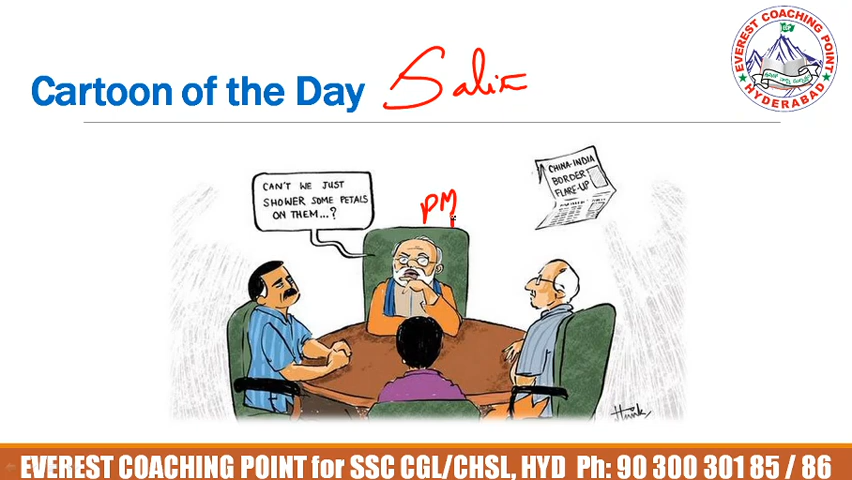 Cartoon of the Day
EVEREST COACHING POINT
HYDERABAD
CAN'T WE JUST
SHOWER SOME PETALS
ON THEM...?
PM
CHINA-INDIA
BORDER
FLARE-UP
EVEREST COACHING POINT for SSC CGL/CHSL, HYD Ph: 90 300 301 85 / 86